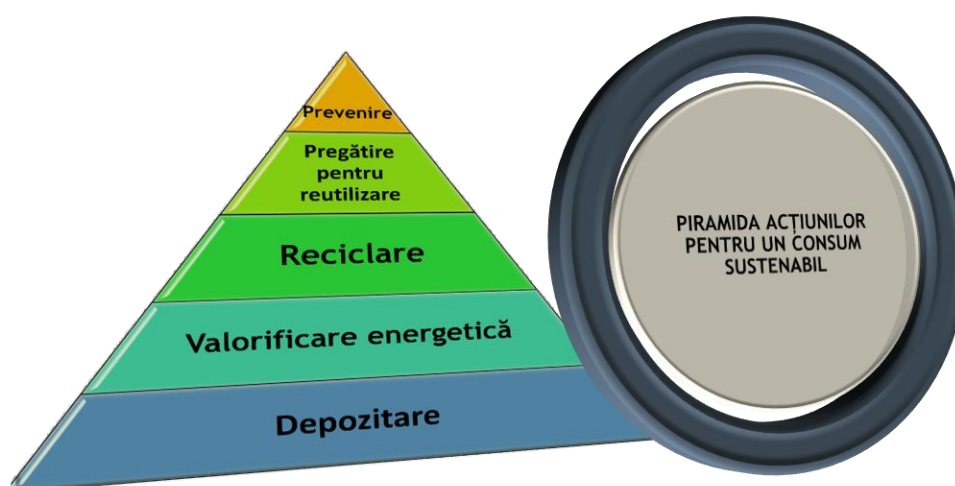 Prevenire
Pregătire
pentru
reutilizare
Reciclare
Valorificare energetică
Depozitare
PIRAMIDA ACȚIUNILOR
PENTRU UN CONSUM
SUSTENABIL